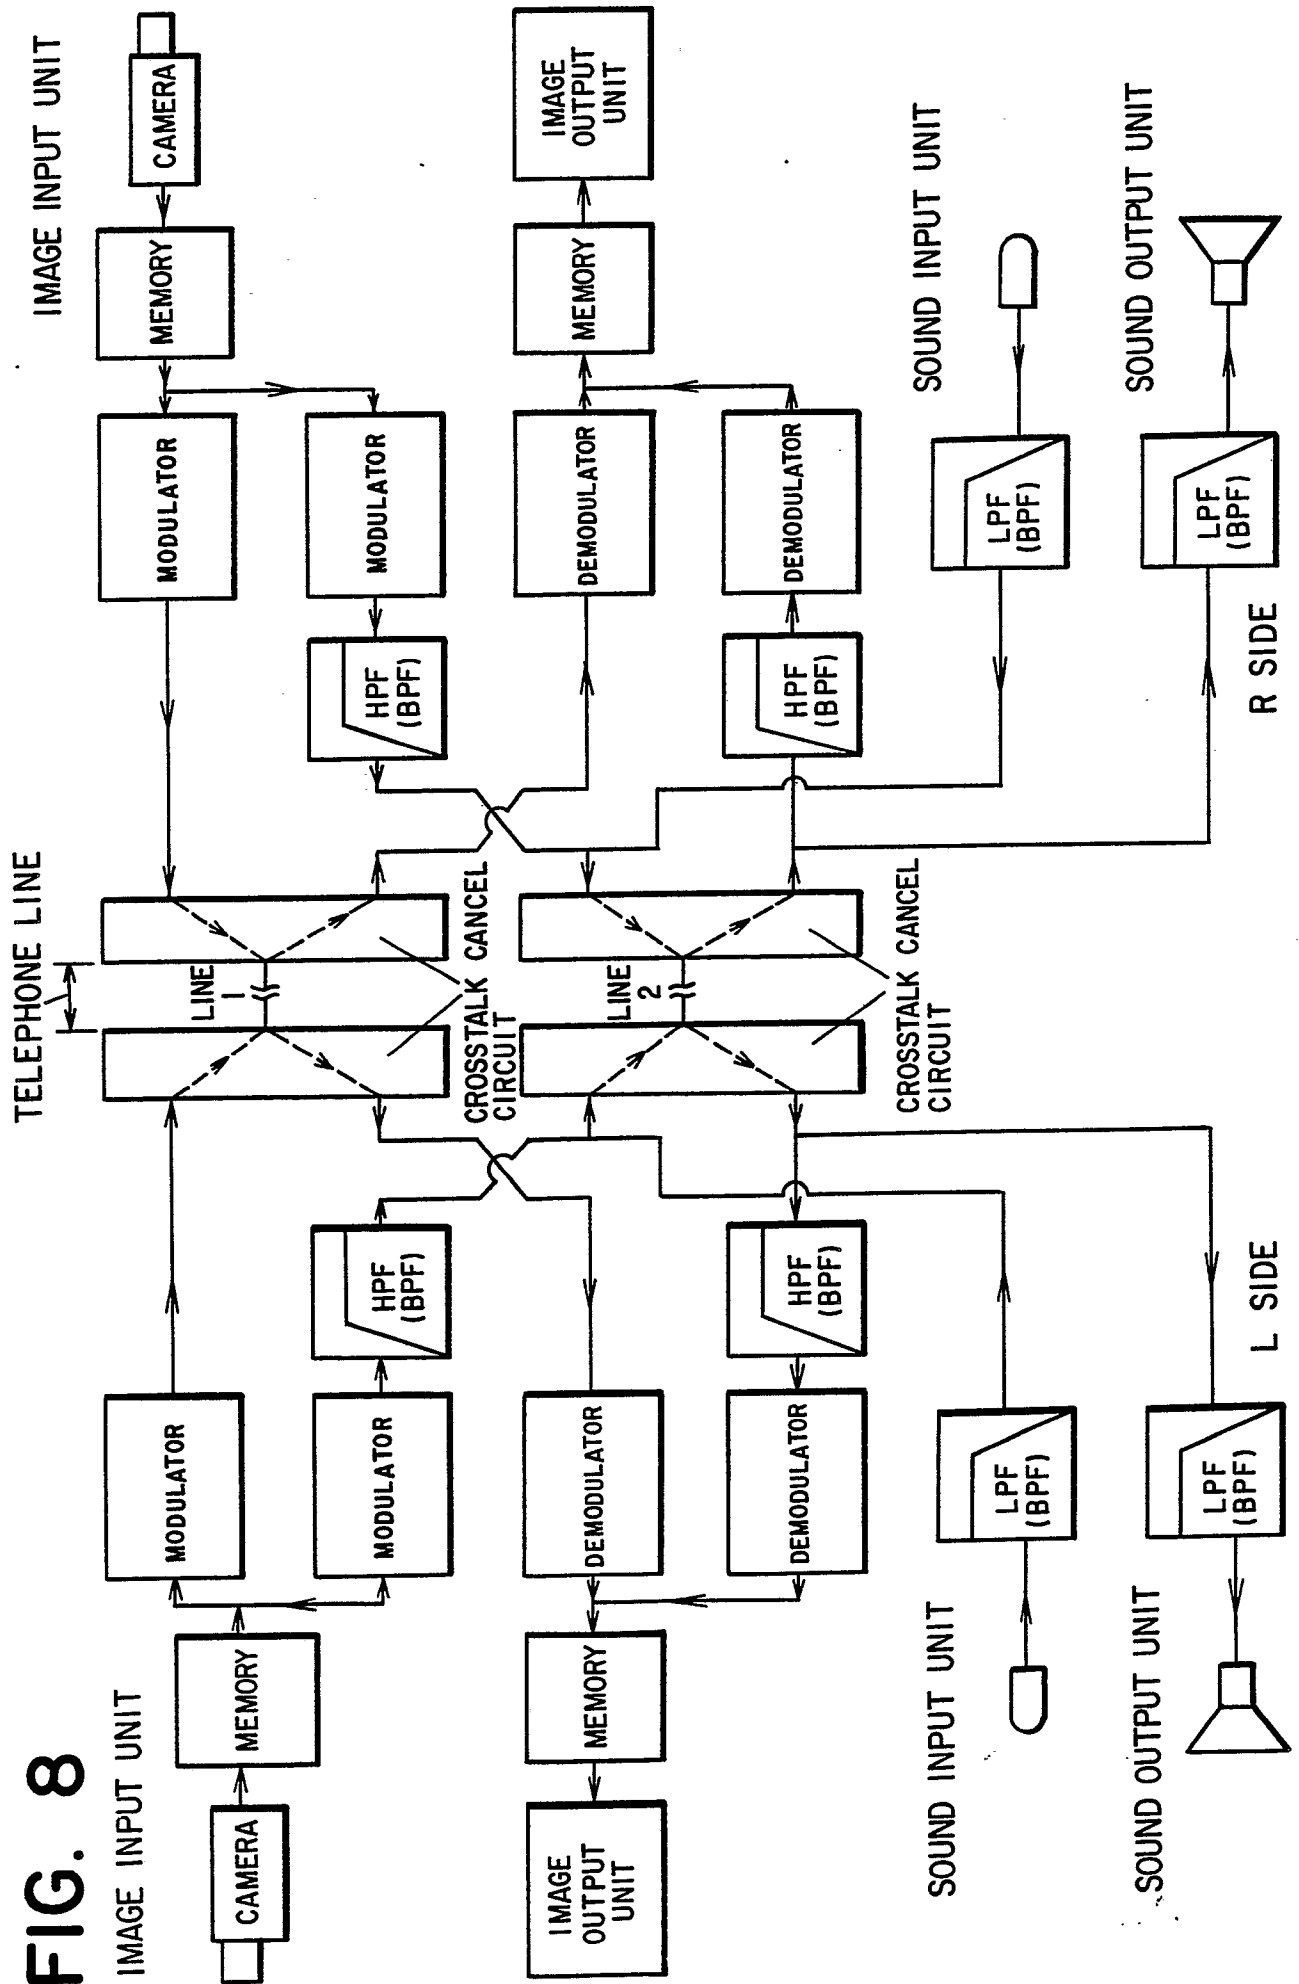 FIG. 8
IMAGE INPUT UNIT
CAMERA
MEMORY
MODULATOR
MODULATOR
HPF
(BPF)
TELEPHONE LINE
LINE
1
CROSSTALK CANCEL
CIRCUIT
IMAGE INPUT UNIT
CAMERA
MEMORY
MODULATOR
MODULATOR
HPF
(BPF)
IMAGE
OUTPUT
UNIT
MEMORY
DEMODULATOR
DEMODULATOR
HPF
(BPF)
LINE
2
CROSSTALK CANCEL
CIRCUIT
HPF
(BPF)
DEMODULATOR
DEMODULATOR
MEMORY
IMAGE
OUTPUT
UNIT
SOUND INPUT UNIT
LPF
(BPF)
LPF
(BPF)
SOUND INPUT UNIT
SOUND OUTPUT UNIT
LPF
(BPF)
L SIDE
R SIDE
LPF
(BPF)
SOUND OUTPUT UNIT